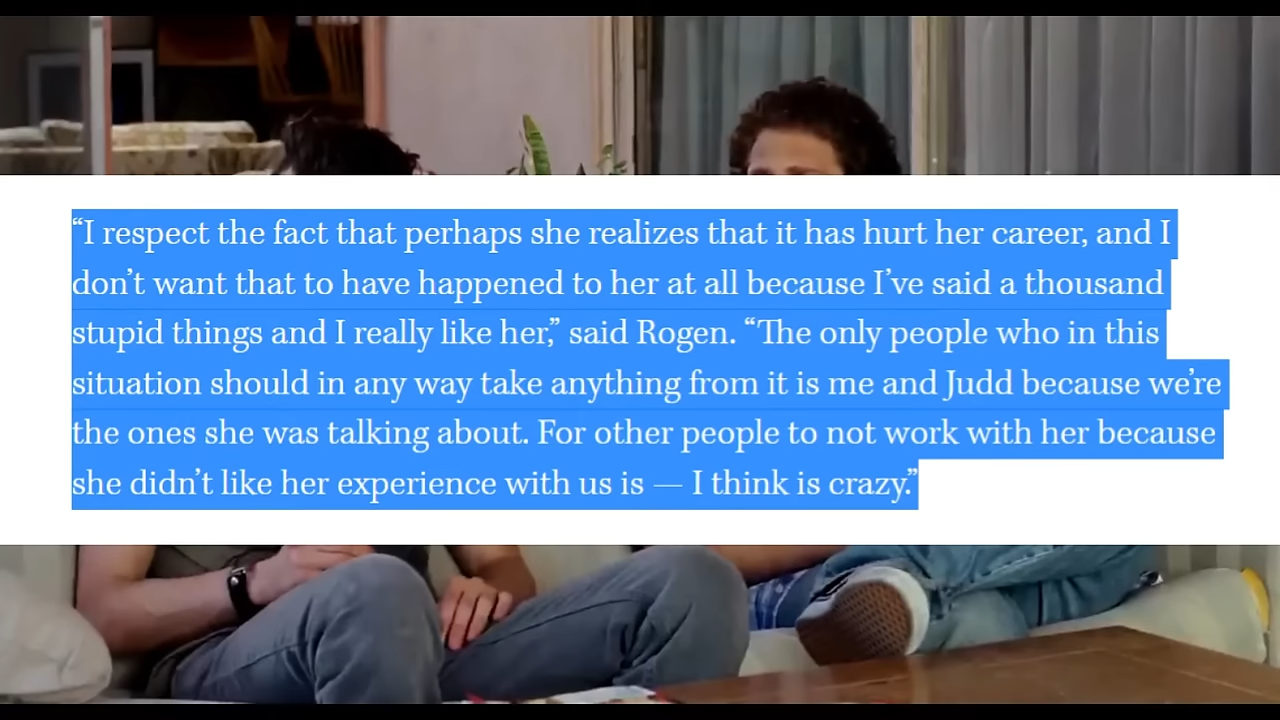 “I respect the fact that perhaps she realizes that it has hurt her career, and I
don’t want that to have happened to her at all because I’ve said a thousand
stupid things and I really like her,” said Rogen. “The only people who in this
situation should in any way take anything from it is me and Judd because we’re
the ones she was talking about. For other people to not work with her because
she didn’t like her experience with us is — I think is crazy.”